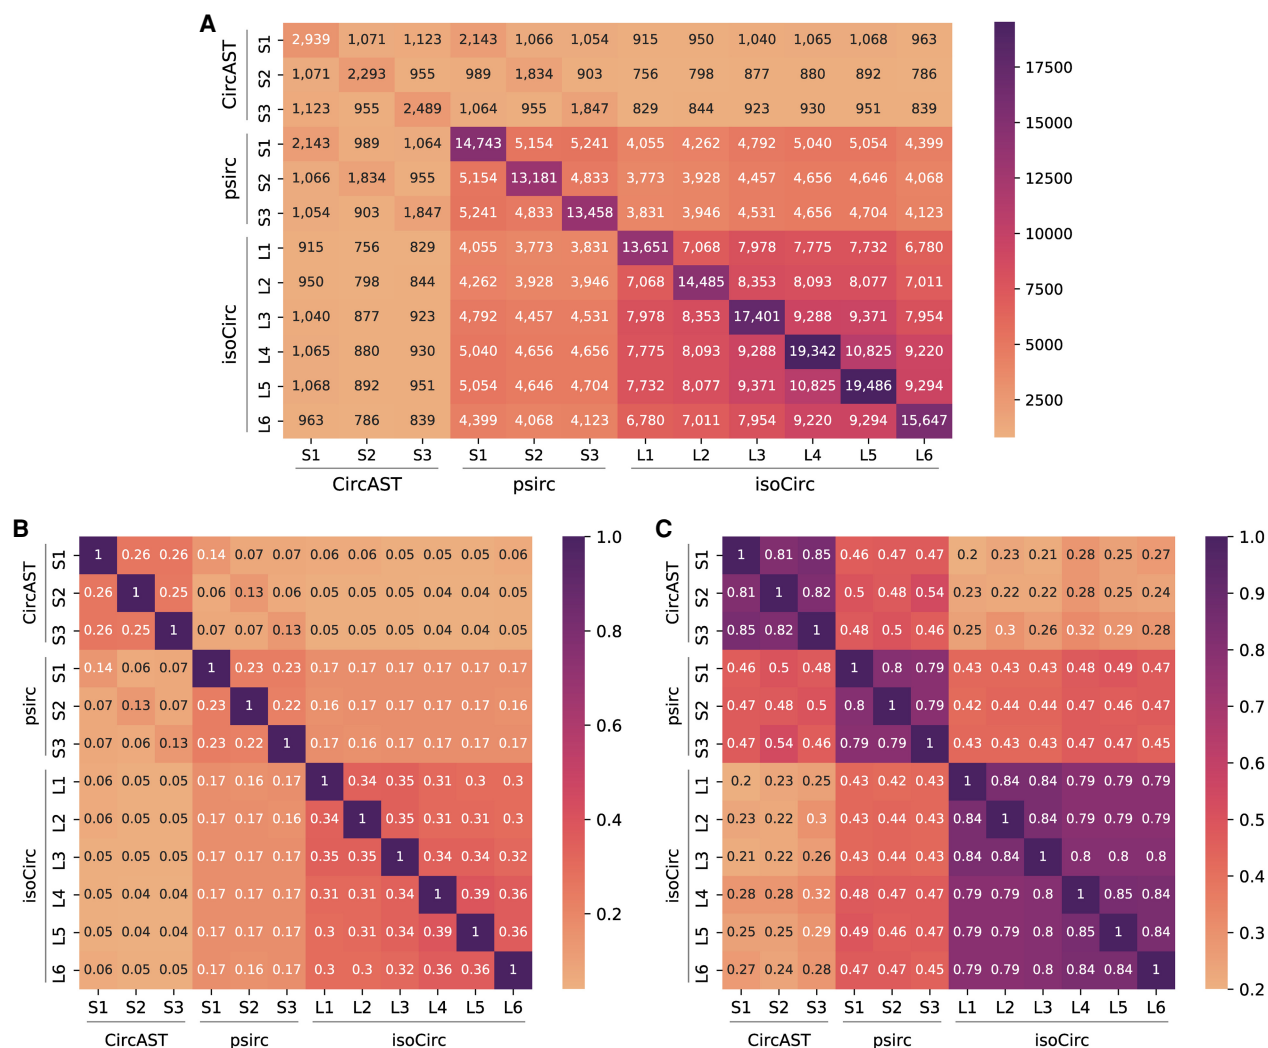 A
S1 2,939 1,071 1,123 2,143 1,066 1,054 915 950 1,040 1,065 1,068 963
S2 1,071 2,293 955 989 1,834 903 756 798 877 880 892 786
S3 1,123 955 2,489 1,064 955 1,847 829 844 923 930 951 839
CircAST
S1 2,143 989 1,064 14,743 5,154 5,241 4,055 4,262 4,792 5,040 5,054 4,399
S2 1,066 1,834 955 5,154 13,181 4,833 3,773 3,928 4,457 4,656 4,646 4,068
S3 1,054 903 1,847 5,241 4,833 13,458 3,831 3,946 4,531 4,656 4,704 4,123
psirc
L1 915 756 829 4,055 3,773 3,831 13,651 7,068 7,978 7,775 7,732 6,780
L2 950 798 844 4,262 3,928 3,946 7,068 14,485 8,353 8,093 8,077 7,011
L3 1,040 877 923 4,792 4,457 4,531 7,978 8,353 17,401 9,288 9,371 7,954
L4 1,065 880 930 5,040 4,656 4,656 7,775 8,093 9,288 19,342 10,825 9,220
L5 1,068 892 951 5,054 4,646 4,704 7,732 8,077 9,371 10,825 19,486 9,294
L6 963 786 839 4,399 4,068 4,123 6,780 7,011 7,954 9,220 9,294 15,647
isoCirc
S1 S2 S3 S1 S2 S3 L1 L2 L3 L4 L5 L6
CircAST psirc isoCirc
17500
15000
12500
10000
7500
5000
2500
B
S1 1 0.26 0.26 0.14 0.07 0.07 0.06 0.06 0.05 0.05 0.05 0.06
S2 0.26 1 0.25 0.06 0.13 0.06 0.05 0.05 0.05 0.04 0.04 0.05
S3 0.26 0.25 1 0.07 0.07 0.13 0.05 0.05 0.05 0.04 0.04 0.05
CircAST
S1 0.14 0.06 0.07 1 0.23 0.23 0.17 0.17 0.17 0.17 0.17 0.17
S2 0.07 0.13 0.07 0.23 1 0.22 0.16 0.17 0.17 0.17 0.17 0.16
S3 0.07 0.06 0.13 0.23 0.22 1 0.17 0.16 0.17 0.17 0.17 0.17
psirc
L1 0.06 0.05 0.05 0.17 0.16 0.17 1 0.34 0.35 0.31 0.3 0.3
L2 0.06 0.05 0.05 0.17 0.17 0.16 0.34 1 0.35 0.31 0.31 0.3
L3 0.05 0.05 0.05 0.17 0.17 0.17 0.35 0.35 1 0.34 0.34 0.32
L4 0.05 0.04 0.04 0.17 0.17 0.17 0.31 0.31 0.34 1 0.39 0.36
L5 0.05 0.04 0.04 0.17 0.17 0.17 0.3 0.31 0.34 0.39 1 0.36
L6 0.06 0.05 0.05 0.17 0.16 0.17 0.3 0.3 0.32 0.36 0.36 1
isoCirc
S1 S2 S3 S1 S2 S3 L1 L2 L3 L4 L5 L6
CircAST psirc isoCirc
1.0
0.8
0.6
0.4
0.2
C
S1 1 0.81 0.85 0.46 0.47 0.47 0.2 0.23 0.21 0.28 0.25 0.27
S2 0.81 1 0.82 0.5 0.48 0.54 0.23 0.22 0.22 0.28 0.25 0.24
S3 0.85 0.82 1 0.48 0.5 0.46 0.25 0.3 0.26 0.32 0.29 0.28
CircAST
S1 0.46 0.5 0.48 1 0.8 0.79 0.43 0.43 0.43 0.48 0.49 0.47
S2 0.47 0.48 0.5 0.8 1 0.79 0.42 0.44 0.44 0.47 0.46 0.47
S3 0.47 0.54 0.46 0.79 0.79 1 0.43 0.43 0.43 0.47 0.47 0.45
psirc
L1 0.2 0.23 0.25 0.43 0.42 0.43 1 0.84 0.84 0.79 0.79 0.79
L2 0.23 0.22 0.3 0.43 0.44 0.43 0.84 1 0.84 0.79 0.79 0.79
L3 0.21 0.22 0.26 0.43 0.44 0.43 0.84 0.84 1 0.8 0.8 0.8
L4 0.28 0.28 0.32 0.48 0.47 0.47 0.79 0.79 0.8 1 0.85 0.84
L5 0.25 0.25 0.29 0.49 0.46 0.47 0.79 0.79 0.8 0.85 1 0.84
L6 0.27 0.24 0.28 0.47 0.47 0.45 0.79 0.79 0.8 0.84 0.84 1
isoCirc
S1 S2 S3 S1 S2 S3 L1 L2 L3 L4 L5 L6
CircAST psirc isoCirc
1.0
0.9
0.8
0.7
0.6
0.5
0.4
0.3
0.2